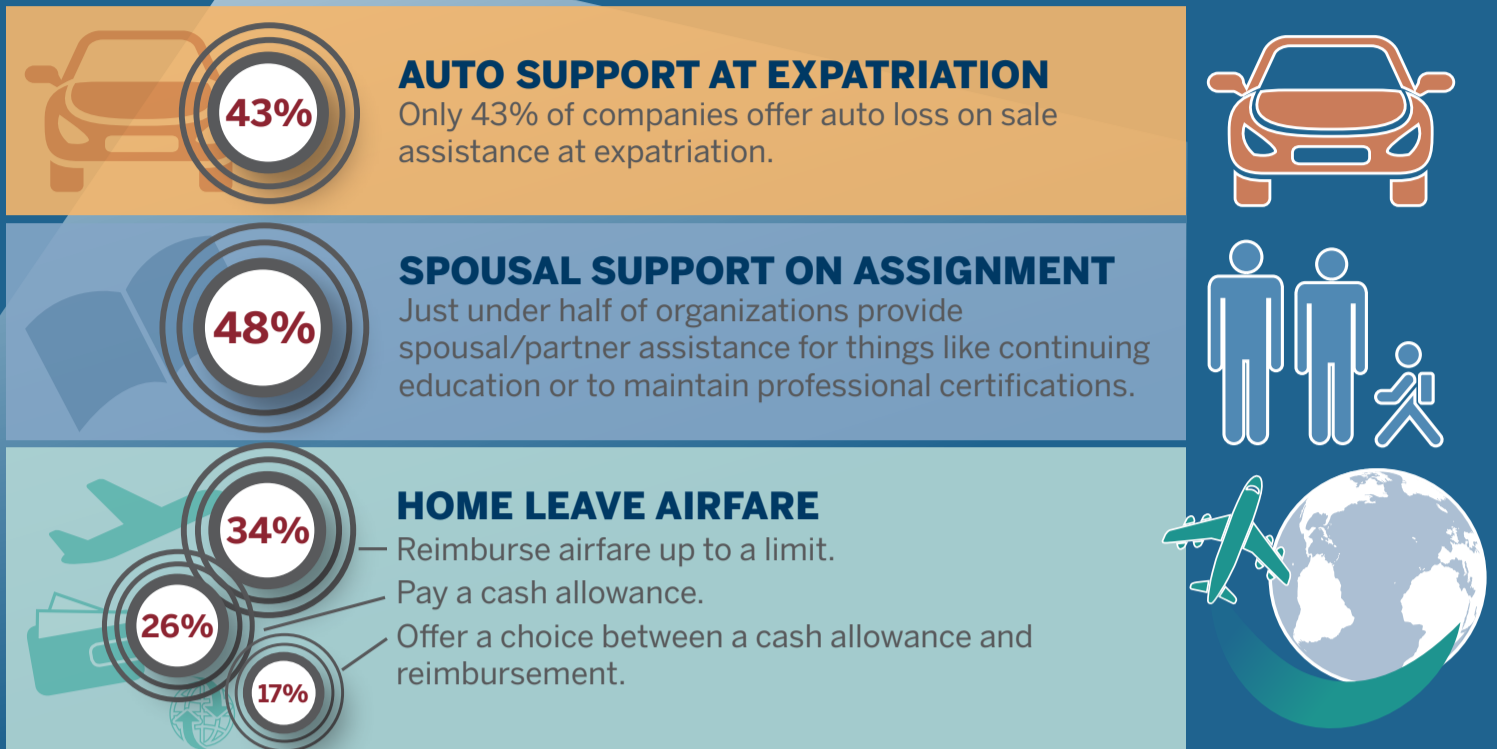 43%
AUTO SUPPORT AT EXPATRIATION
Only 43% of companies offer auto loss on sale
assistance at expatriation.
48%
SPOUSAL SUPPORT ON ASSIGNMENT
Just under half of organizations provide
spousal/partner assistance for things like continuing
education or to maintain professional certifications.
HOME LEAVE AIRFARE
34%
Reimburse airfare up to a limit.
26%
Pay a cash allowance.
17%
Offer a choice between a cash allowance and
reimbursement.